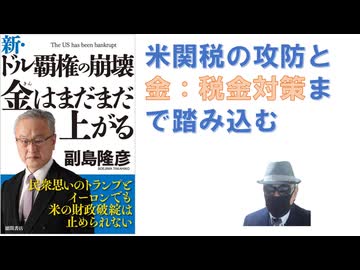 The US has been bankrupt
新・
ドル覇権の崩壊
金はまだまだ
上がる
副島隆彦
SOEJIMA TAKAHIKO
民衆思いのトランプと
イーロンでも
米の財政破綻は
止められない
徳間書店
米関税の攻防と
金：税金対策ま
で踏み込む